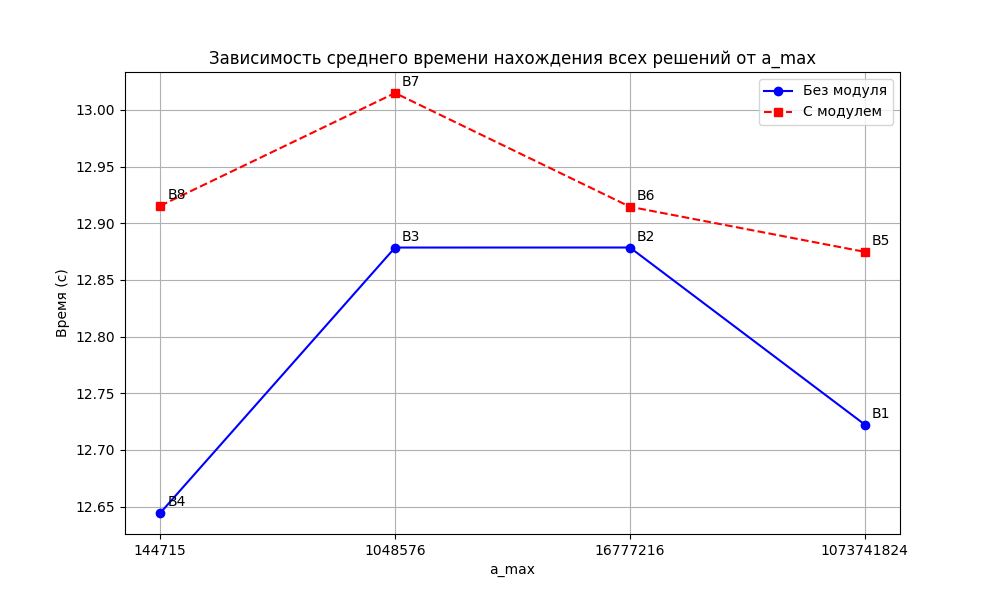 Зависимость среднего времени нахождения всех решений от a_max
Время (с)
13.00
12.95
12.90
12.85
12.80
12.75
12.70
12.65
B7
B8
B6
B5
B3
B2
B1
B4
Без модуля
С модулем
144715
1048576
16777216
1073741824
a_max